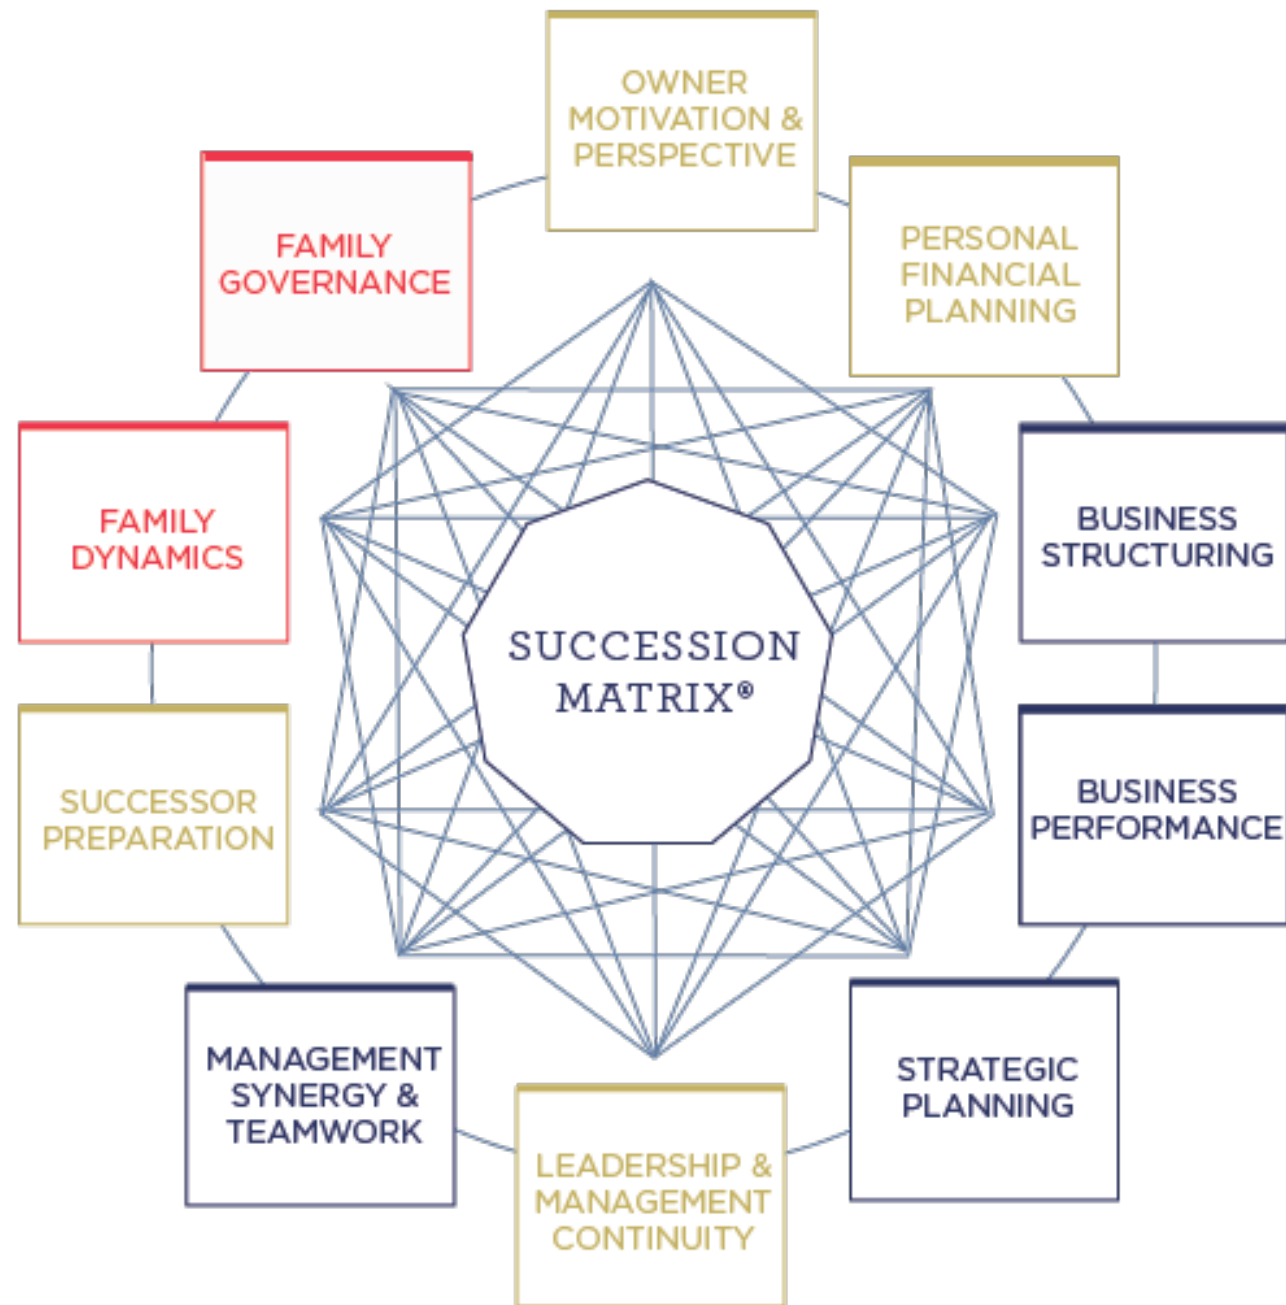 OWNER
MOTIVATION &
PERSPECTIVE
PERSONAL
FINANCIAL
PLANNING
BUSINESS
STRUCTURING
BUSINESS
PERFORMANCE
STRATEGIC
PLANNING
LEADERSHIP &
MANAGEMENT
CONTINUITY
MANAGEMENT
SYNERGY &
TEAMWORK
SUCCESSOR
PREPARATION
FAMILY
DYNAMICS
FAMILY
GOVERNANCE
SUCCESSION
MATRIX®